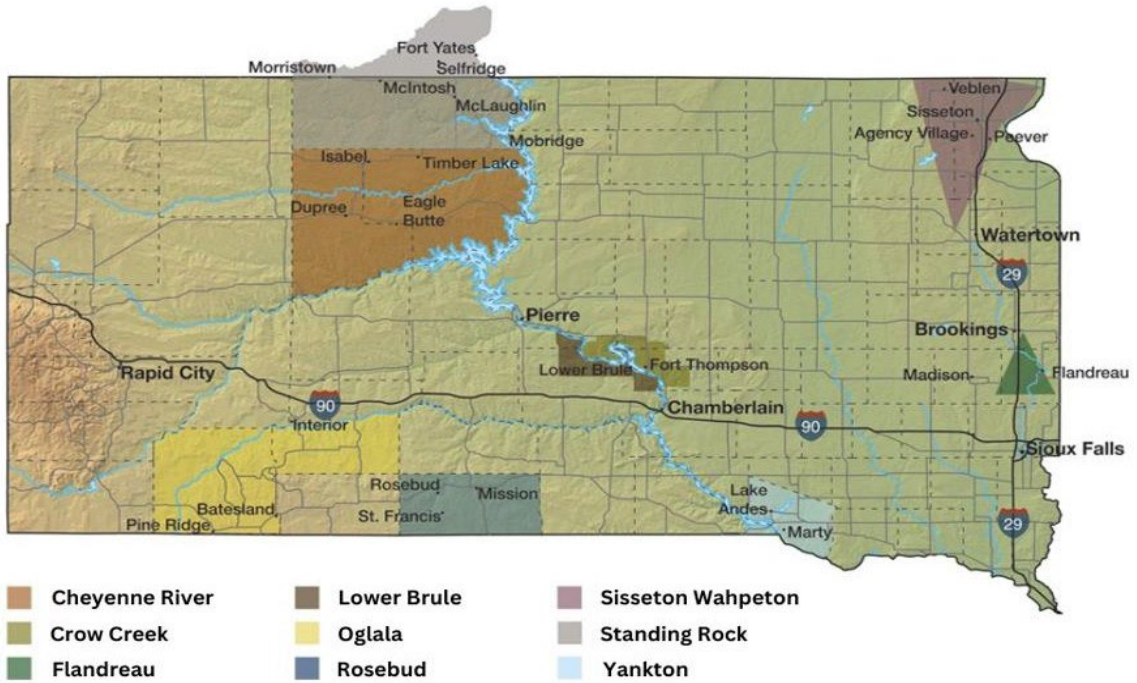 Fort Yates
Selfridge
Morristown
McIntosh
McLaughlin
Mobridge
Isabel
Timber Lake
Dupree
Eagle
Butte
Veblen
Sisseton
Agency Village
Peever
Watertown
29
Pierre
Brookings
Lower Brule
Fort Thompson
Madison
Flandreau
Rapid City
90
Interior
Chamberlain
90
Sioux Falls
Rosebud
Mission
St. Francis
Batesland
Pine Ridge
Lake
Andes
Marty
29
Cheyenne River
Lower Brule
Sisseton Wahpeton
Crow Creek
Oglala
Standing Rock
Flandreau
Rosebud
Yankton